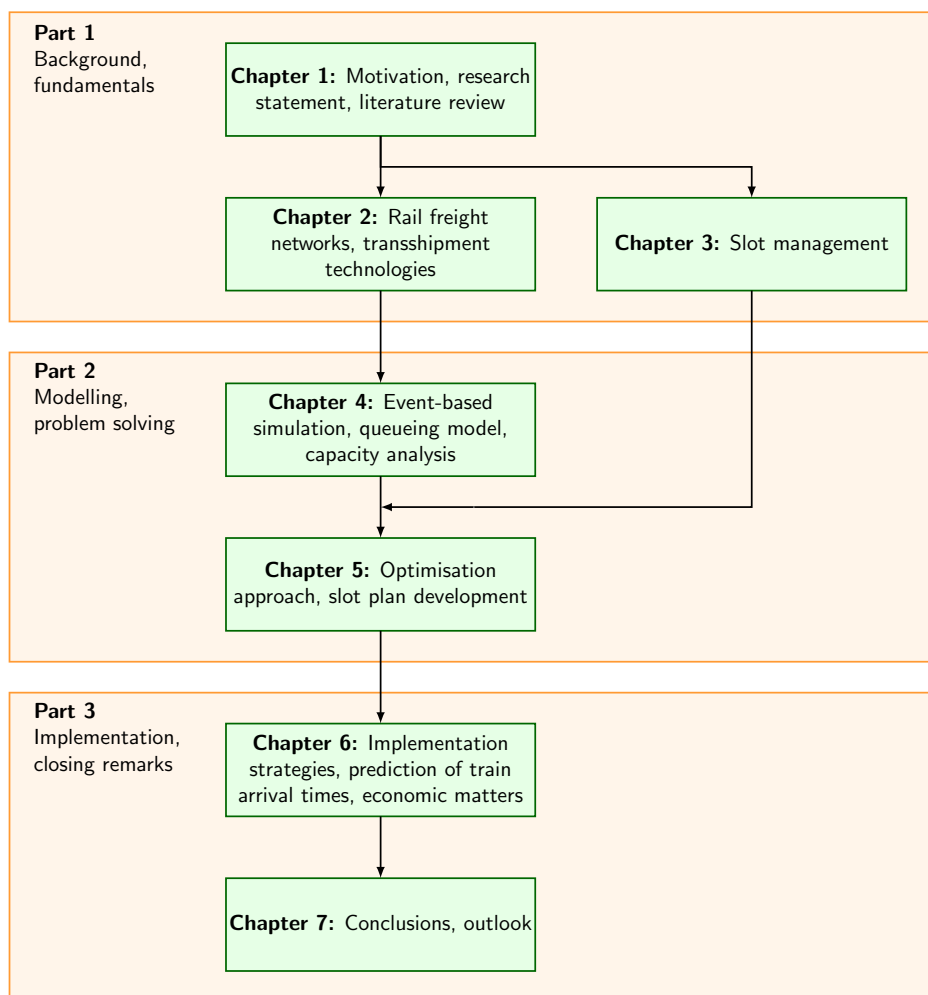 Part 1
Background,
fundamentals
Chapter 1: Motivation, research
statement, literature review
Chapter 2: Rail freight
networks, transshipment
technologies
Chapter 3: Slot management
Part 2
Modelling,
problem solving
Chapter 4: Event-based
simulation, queueing model,
capacity analysis
Chapter 5: Optimisation
approach, slot plan development
Part 3
Implementation,
closing remarks
Chapter 6: Implementation
strategies, prediction of train
arrival times, economic matters
Chapter 7: Conclusions, outlook